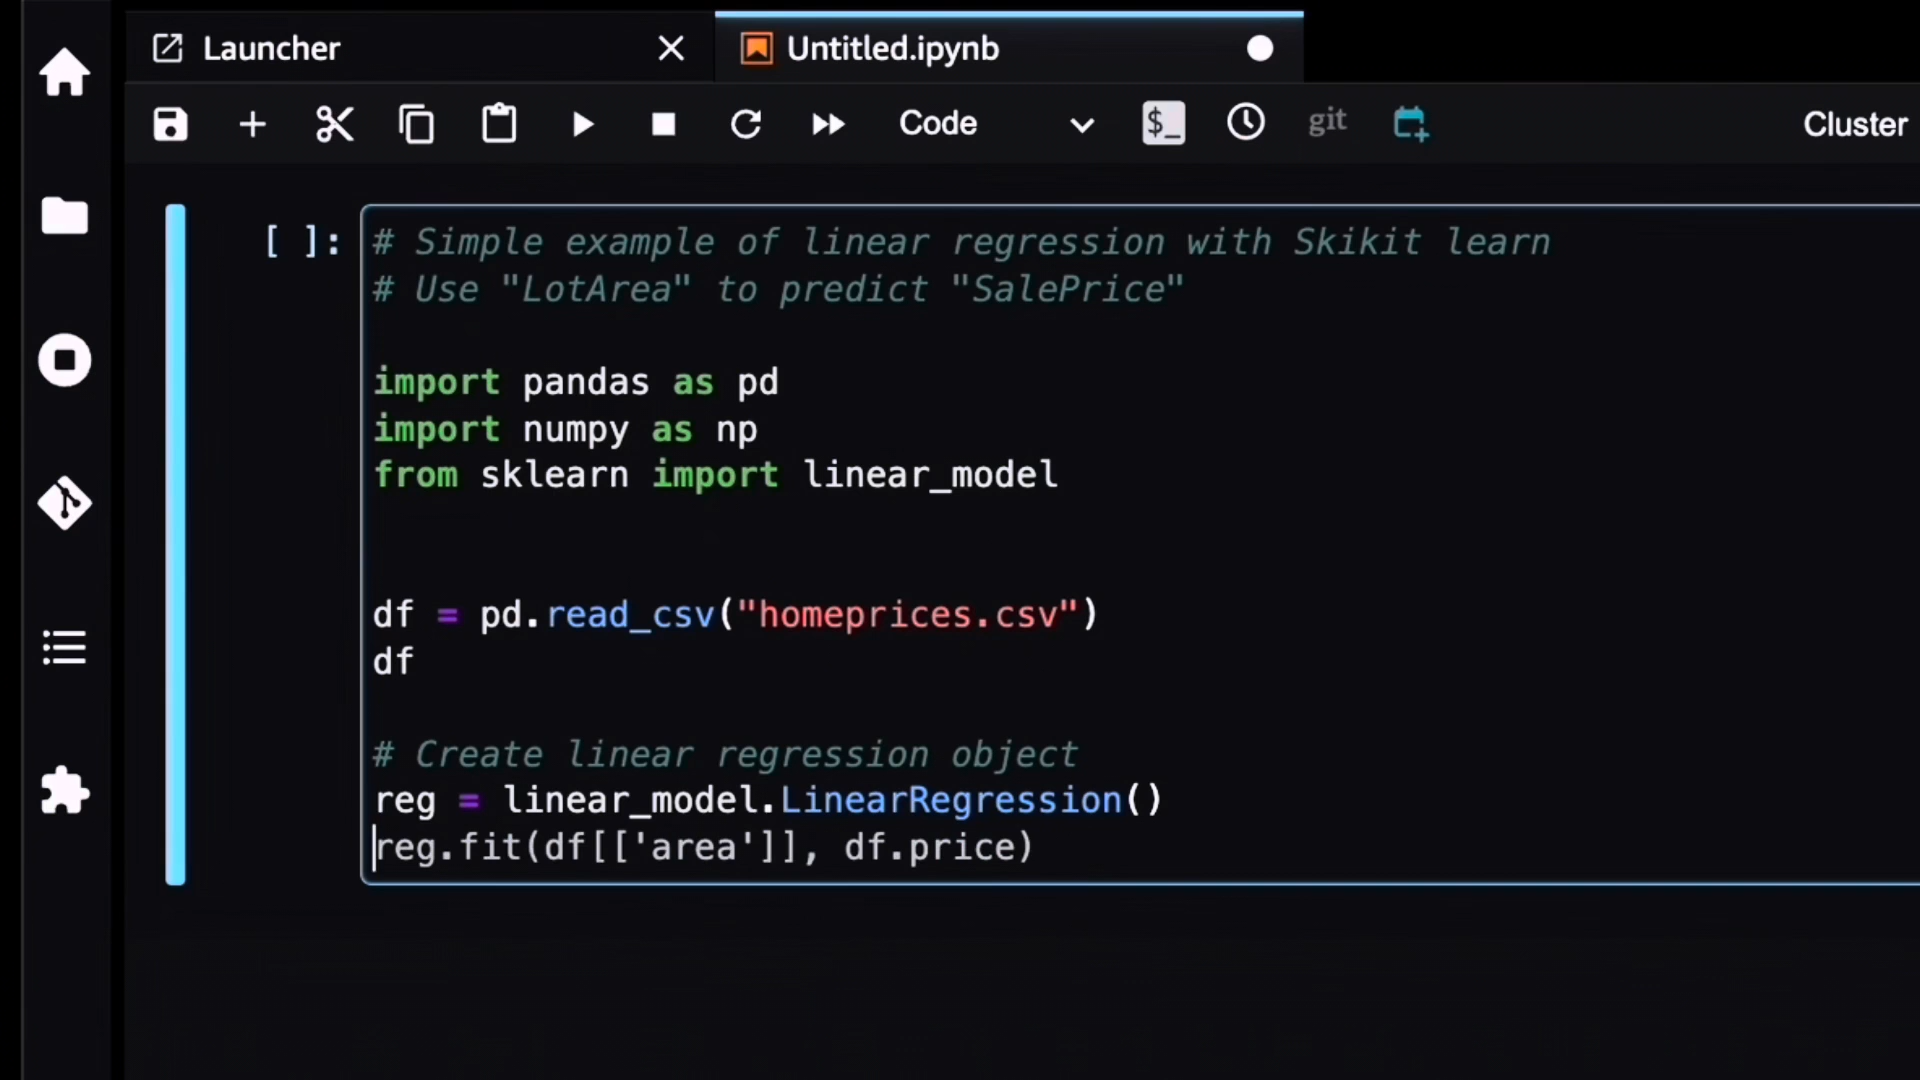 Launcher
Untitled.ipynb
Code
$_
git
Cluster
[ ]:
# Simple example of linear regression with Skikit learn
# Use "LotArea" to predict "SalePrice"
import pandas as pd
import numpy as np
from sklearn import linear_model
df = pd.read_csv("homeprices.csv")
df
# Create linear regression object
reg = linear_model.LinearRegression()
reg.fit(df[['area']], df.price)